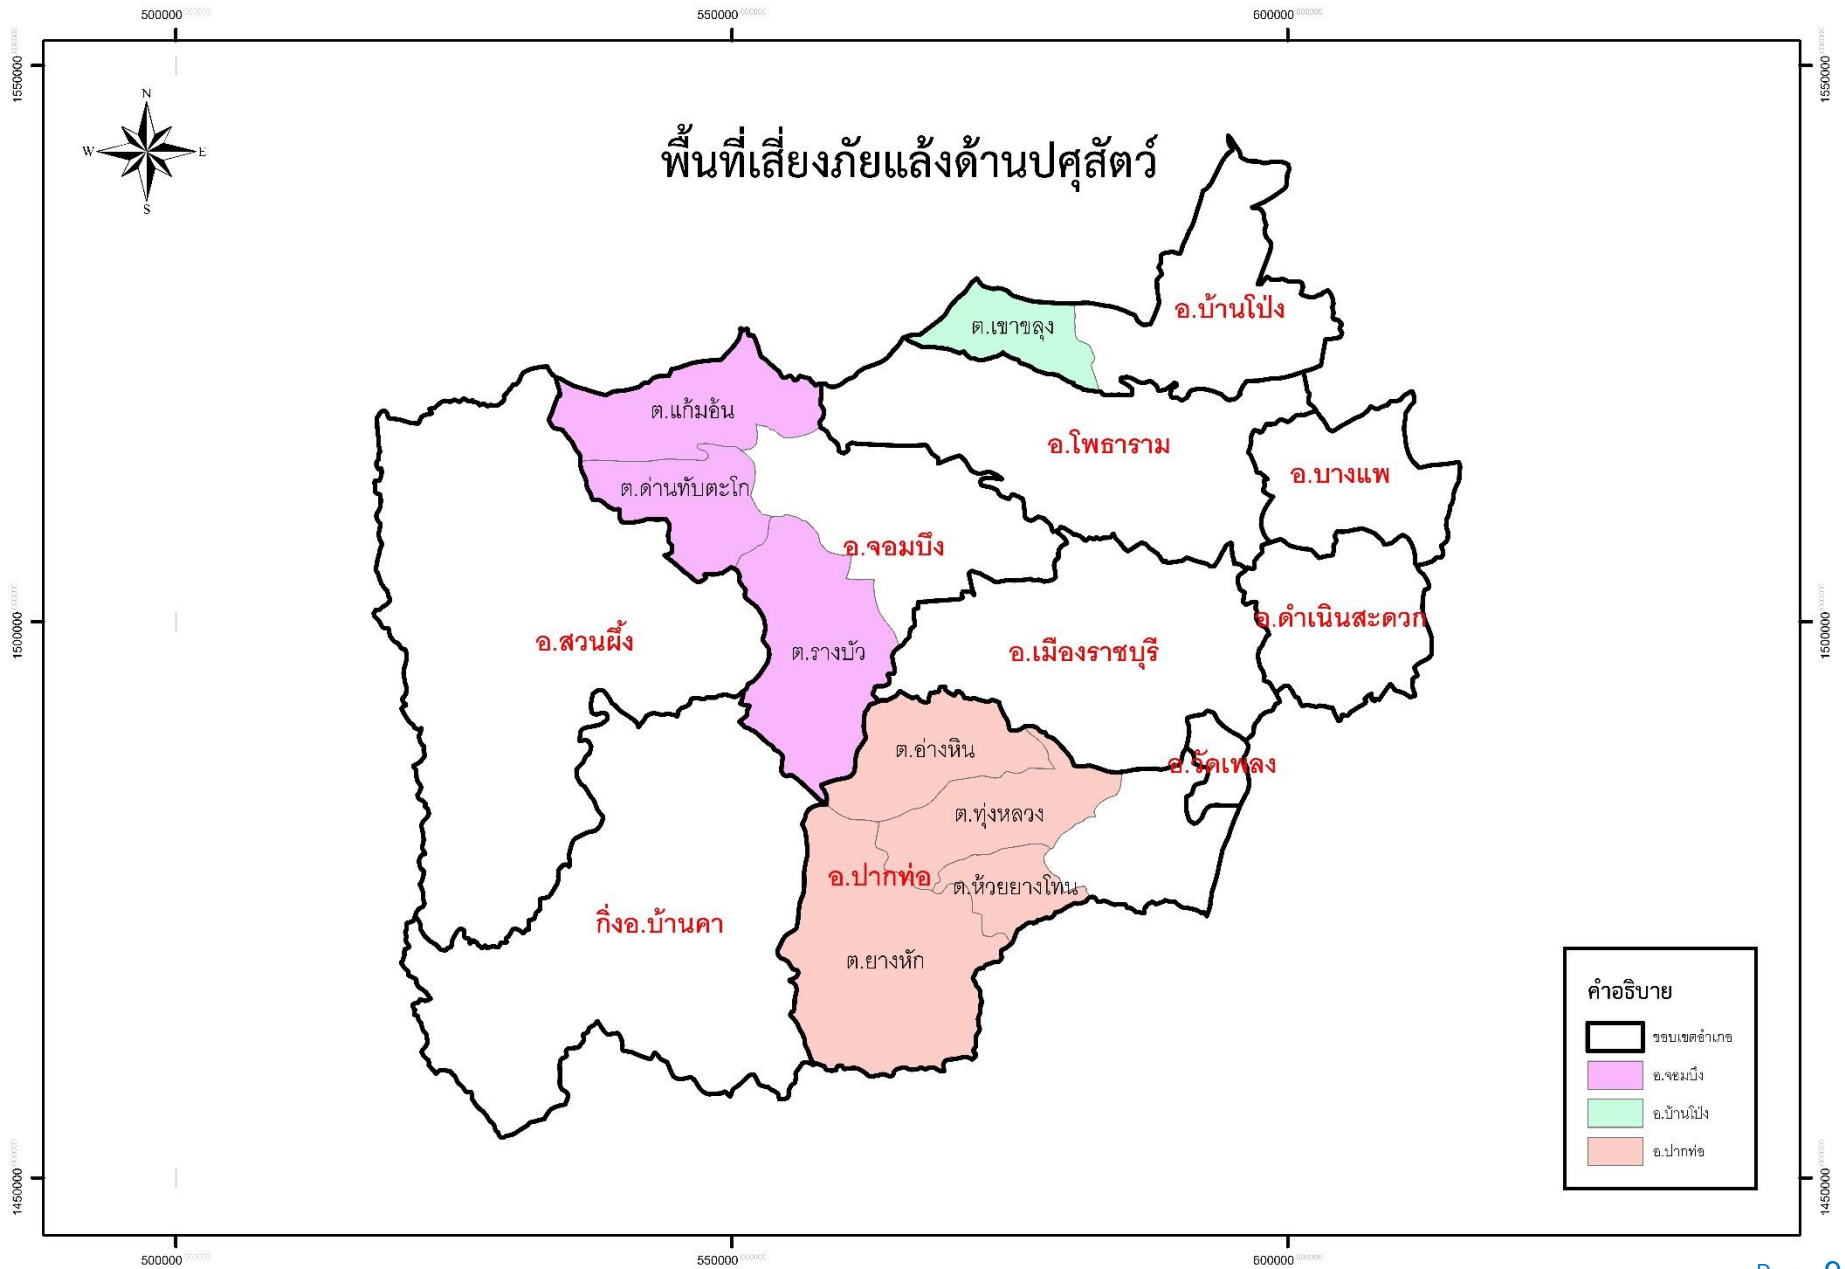 500000 550000 600000
1550000 1550000
N
W E
S
พื้นที่เสี่ยงภัยแล้งด้านปศุสัตว์
อ.บ้านโป่ง
ต.เขาขลุง
ต.แก้มอ้น
อ.โพธาราม
อ.บางแพ
ต.ด่านทับตะโก
อ.จอมบึง
1500000 1500000
อ.ดำเนินสะดวก
อ.สวนผึ้ง
ต.รางบัว
อ.เมืองราชบุรี
ต.อ่างหิน
อ.วัดเพลง
ต.ทุ่งหลวง
อ.ปากท่อ
ต.ห้วยยางโทน
กิ่งอ.บ้านคา
ต.ยางหัก
คำอธิบาย
ขอบเขตอำเภอ
อ.จอมบึง
อ.บ้านโป่ง
อ.ปากท่อ
1450000 1450000
500000 550000 600000